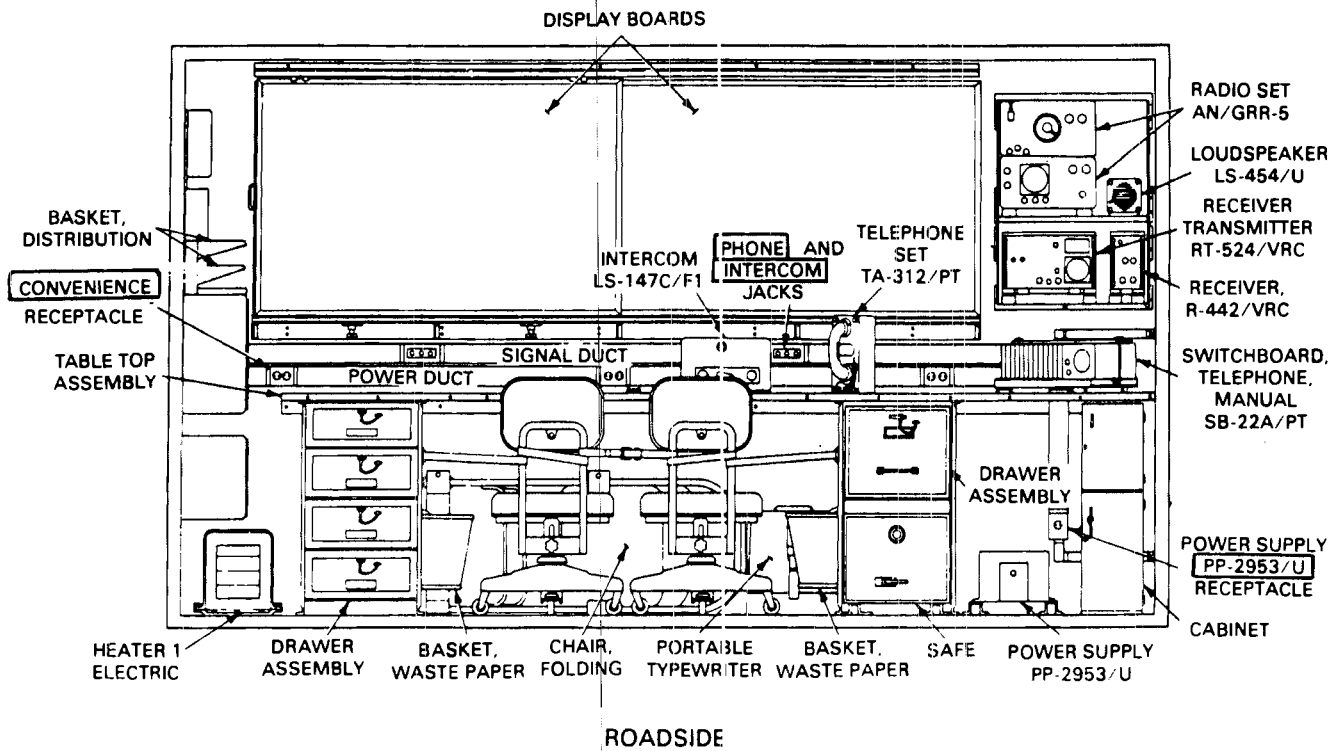 DISPLAY BOARDS
RADIO SET
AN/GRR-5
LOUDSPEAKER
LS-454/U
RECEIVER
TRANSMITTER
RT-524/VRC
RECEIVER,
R-442/VRC
BASKET,
DISTRIBUTION
CONVENIENCE
RECEPTACLE
TABLE TOP
ASSEMBLY
INTERCOM
LS-147C/F1
PHONE AND
INTERCOM
JACKS
TELEPHONE
SET
TA-312/PT
SIGNAL DUCT
POWER DUCT
SWITCHBOARD,
TELEPHONE,
MANUAL
SB-22A/PT
DRAWER
ASSEMBLY
POWER SUPPLY
PP-2953/U
RECEPTACLE
CABINET
HEATER 1
ELECTRIC
DRAWER
ASSEMBLY
BASKET,
WASTE PAPER
CHAIR,
FOLDING
PORTABLE
TYPEWRITER
BASKET,
WASTE PAPER
SAFE
POWER SUPPLY
PP-2953/U
ROADSIDE